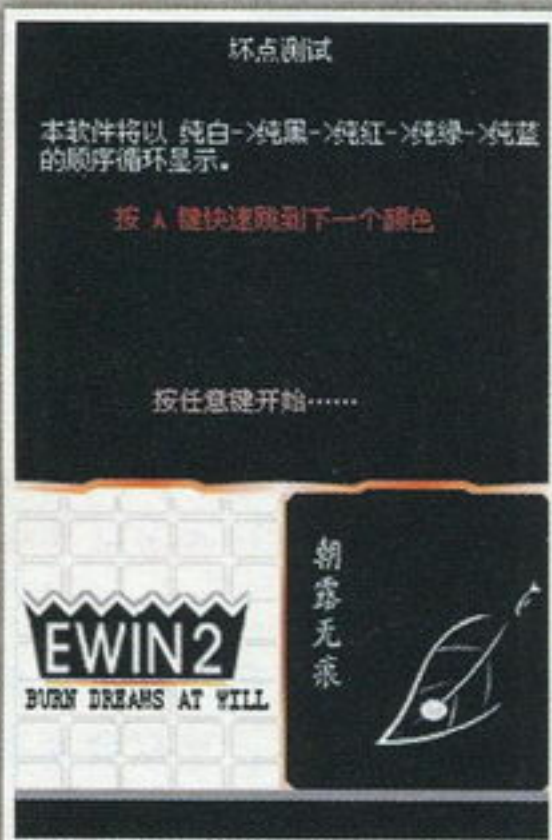 坏点测试
本软件将以 纯白->纯黑->纯红->纯绿->纯蓝
的顺序循环显示。
按 A 键快速跳到下一个颜色
按任意键开始……
EWIN2
BURN DREAMS AT WILL
朝露无痕